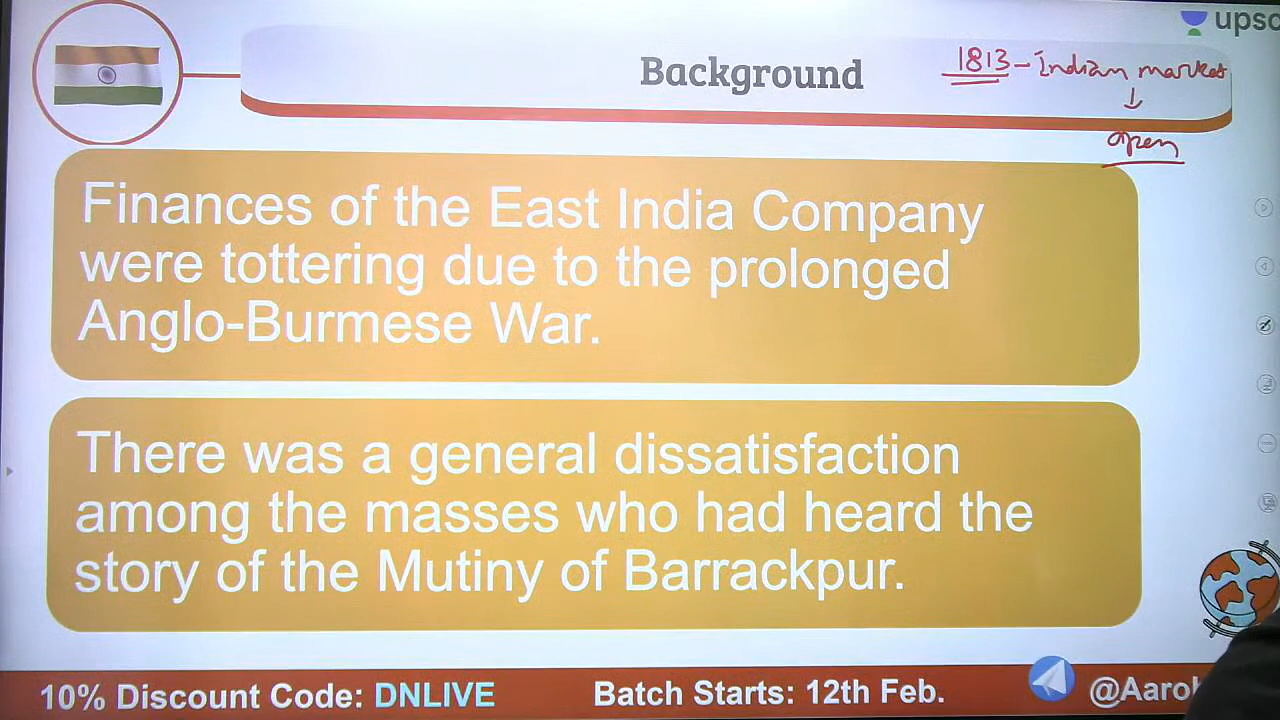 upsc
Background
1813 - Indian market
↓
open
Finances of the East India Company
were tottering due to the prolonged
Anglo-Burmese War.
There was a general dissatisfaction
among the masses who had heard the
story of the Mutiny of Barrackpur.
10% Discount Code: DNLIVE
Batch Starts: 12th Feb.